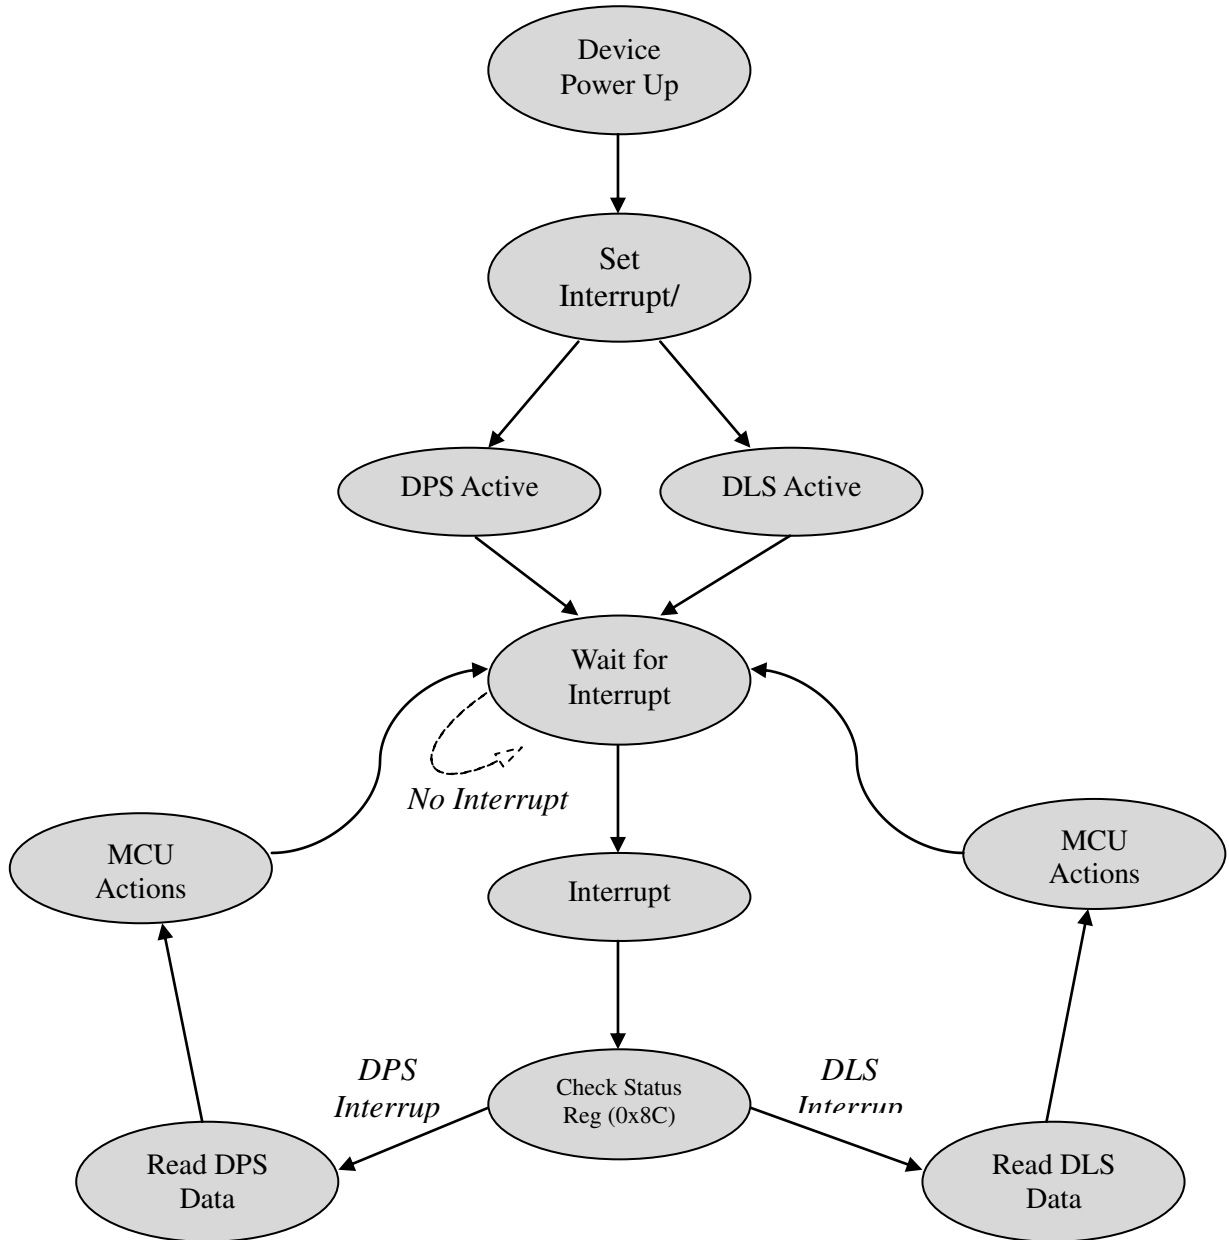 Device
Power Up
Set
Interrupt/
DPS Active
DLS Active
Wait for
Interrupt
No Interrupt
MCU
Actions
MCU
Actions
Interrupt
DPS
Interrup
Check Status
Reg (0x8C)
DLS
Interrup
Read DPS
Data
Read DLS
Data